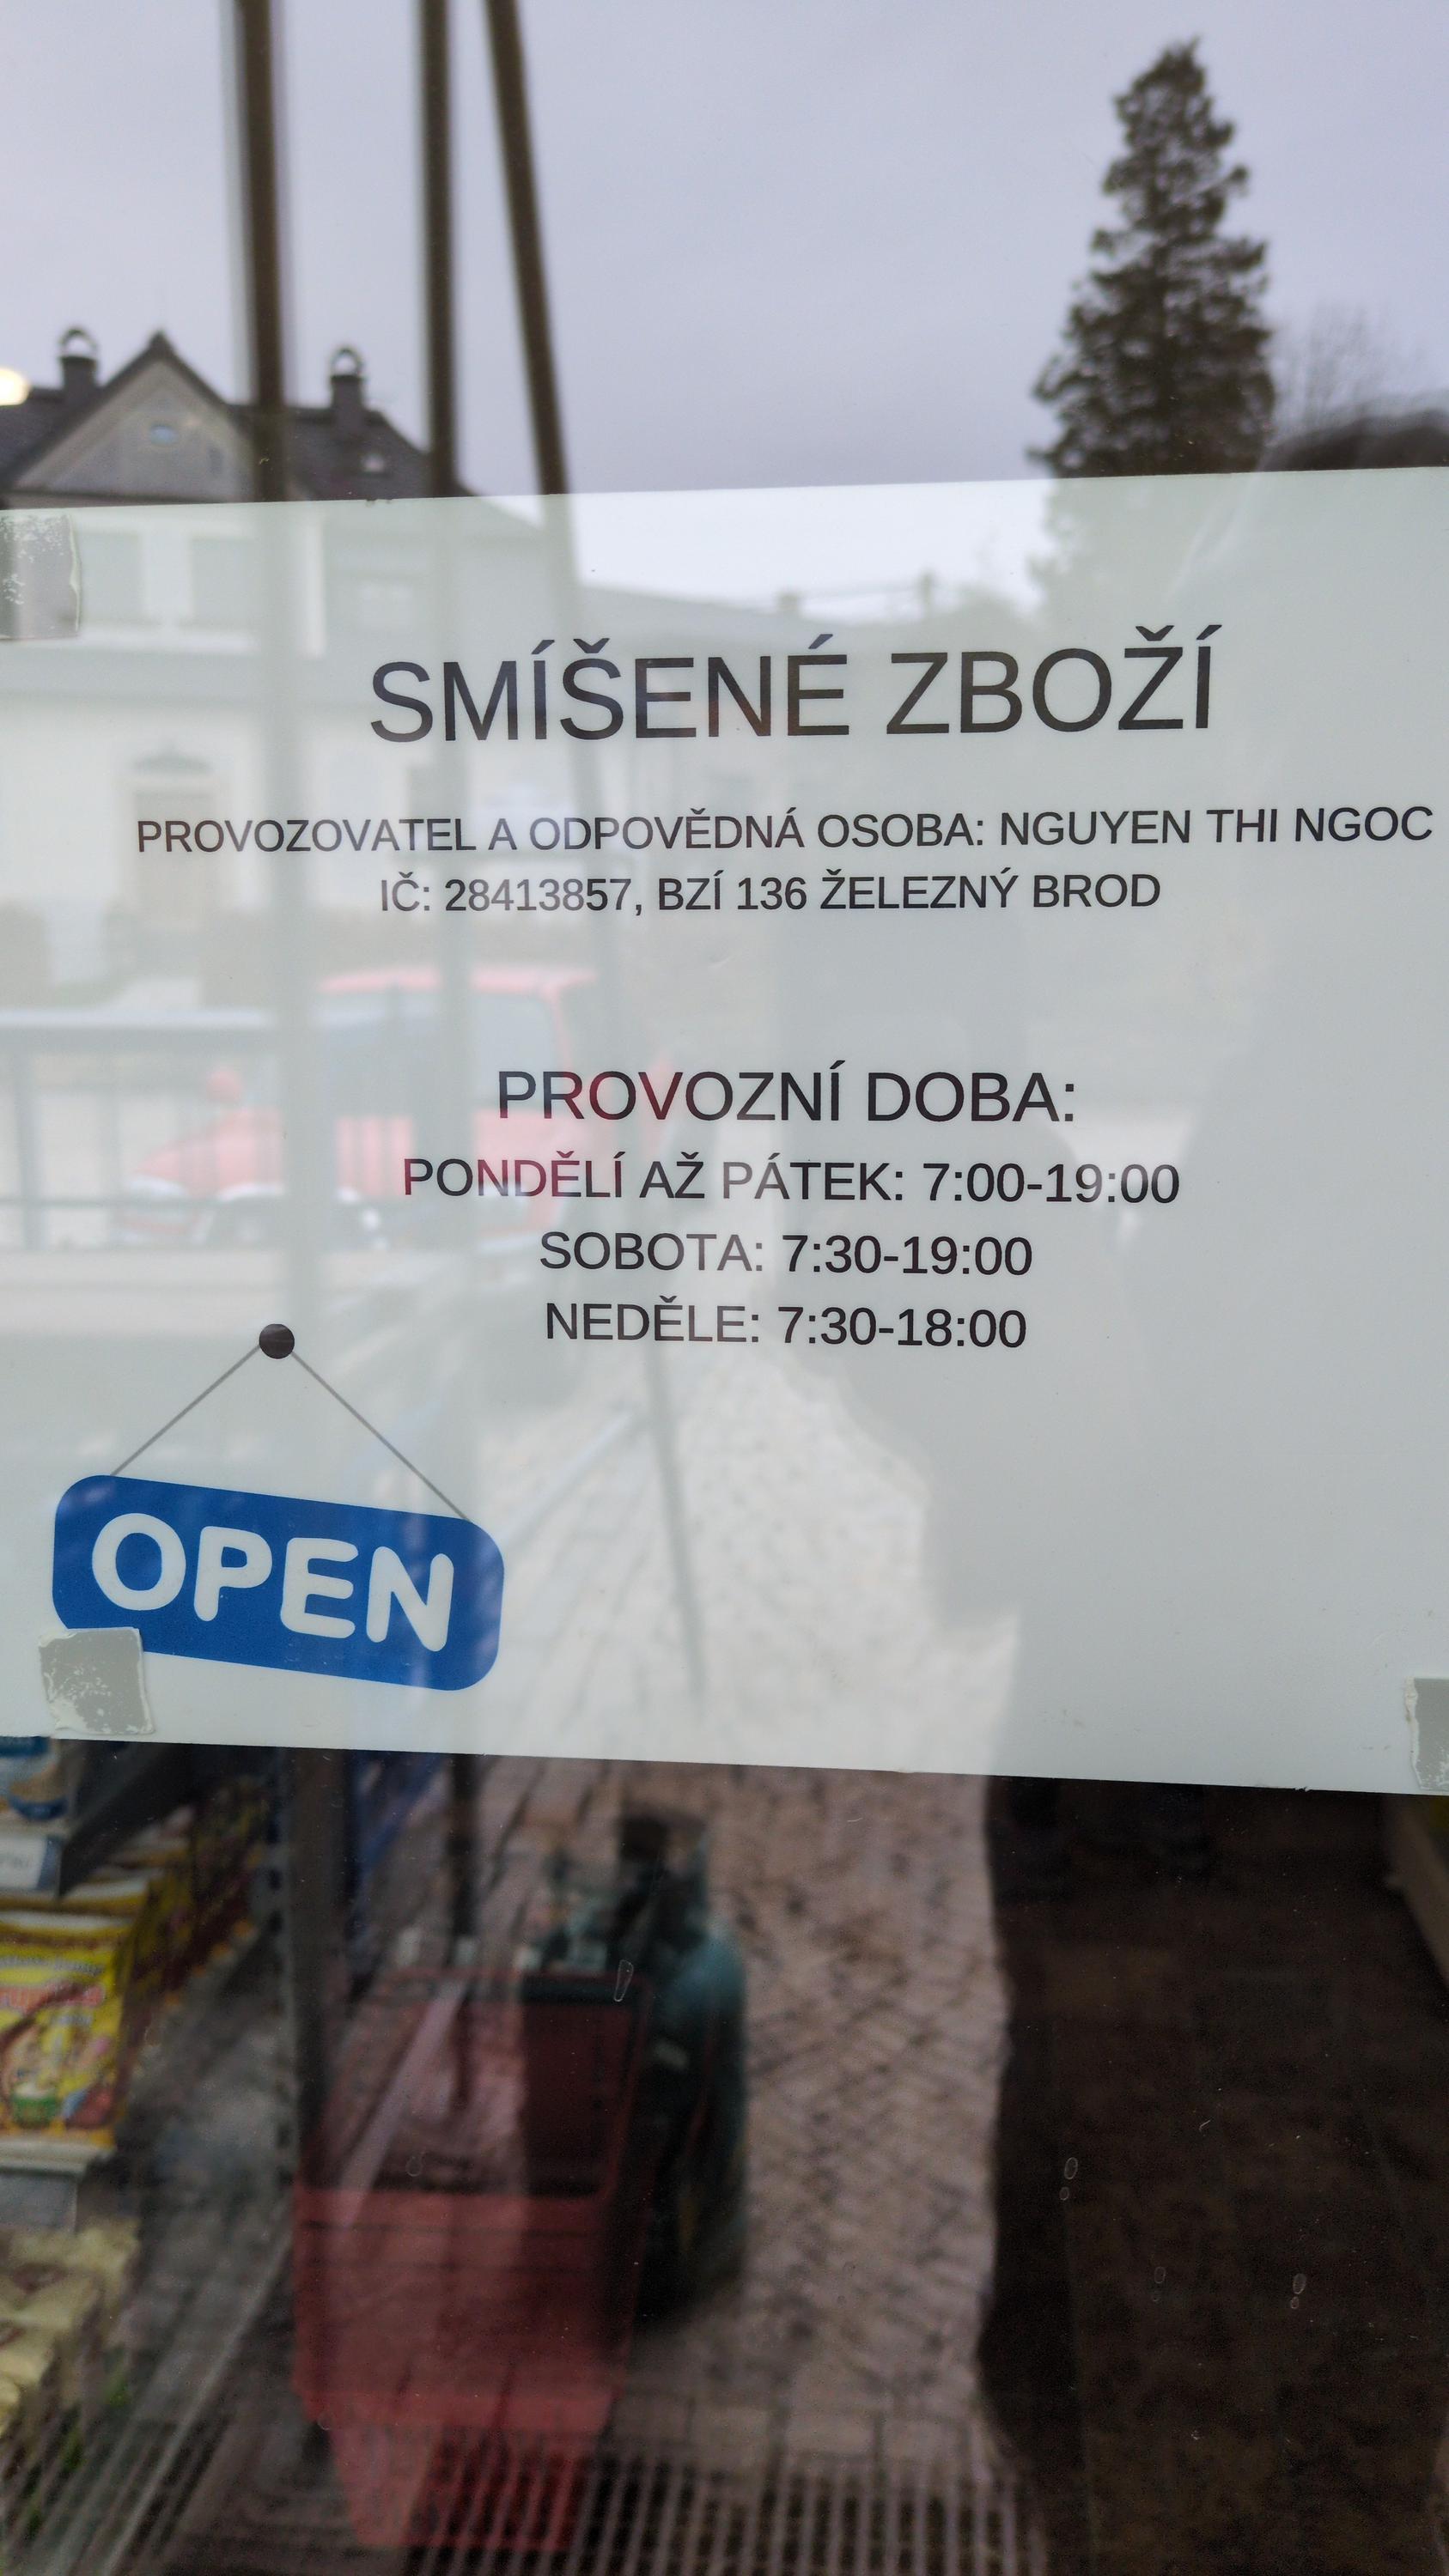 SMÍŠENÉ ZBOŽÍ
PROVOZOVATEL A ODPOVĚDNÁ OSOBA: NGUYEN THI NGOC
IČ: 28413857, BZÍ 136 ŽELEZNÝ BROD
PROVOZNÍ DOBA:
PONDĚLÍ AŽ PÁTEK: 7:00-19:00
SOBOTA: 7:30-19:00
NEDĚLE: 7:30-18:00
OPEN